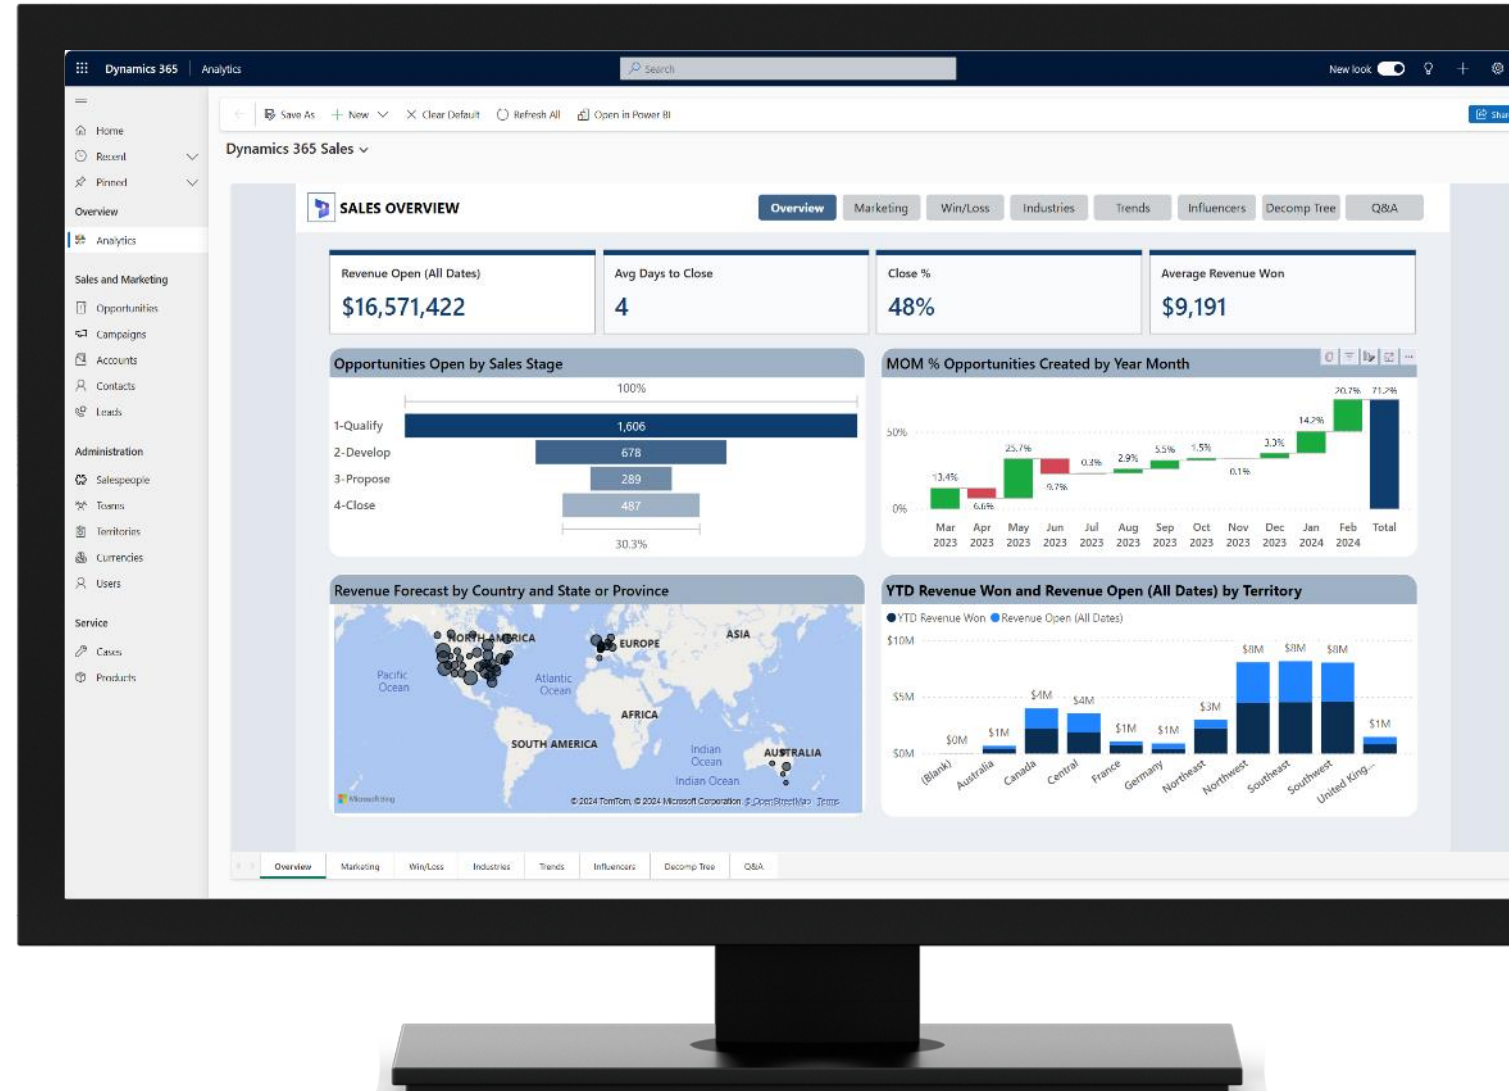 Dynamics 365 | Analytics
Search
New look
Save As
New
Clear Default
Refresh All
Open in Power BI
Share
Home
Recent
Pinned
Overview
Analytics
Sales and Marketing
Opportunities
Campaigns
Accounts
Contacts
Leads
Administration
Salespeople
Teams
Territories
Currencies
Users
Service
Cases
Products
Dynamics 365 Sales
SALES OVERVIEW
Overview Marketing Win/Loss Industries Trends Influencers Decomp Tree Q&A
Revenue Open (All Dates)
$16,571,422
Avg Days to Close
4
Close %
48%
Average Revenue Won
$9,191
Opportunities Open by Sales Stage
100%
1-Qualify 1,606
2-Develop 678
3-Propose 289
4-Close 487
30.3%
MOM % Opportunities Created by Year Month
50%
0%
13.4% 6.6% 25.7% 9.7% 0.3% 2.9% 5.5% 1.5% 0.1% 3.3% 14.2% 20.7% 71.2%
Mar Apr May Jun Jul Aug Sep Oct Nov Dec Jan Feb Total
2023 2023 2023 2023 2023 2023 2023 2023 2023 2023 2024 2024
Revenue Forecast by Country and State or Province
NORTH AMERICA
EUROPE
ASIA
Pacific
Ocean
Atlantic
Ocean
AFRICA
SOUTH AMERICA
Indian
Ocean
AUSTRALIA
Indian Ocean
Microsoft Bing
© 2024 TomTom, © 2024 Microsoft Corporation, © OpenStreetMap Terms
YTD Revenue Won and Revenue Open (All Dates) by Territory
YTD Revenue Won Revenue Open (All Dates)
$10M
$5M
$0M
$0M $1M $4M $4M $1M $1M $3M $8M $8M $8M $1M
(Blank) Australia Canada Central France Germany Northeast Northwest Southeast Southwest United King...
Overview Marketing Win/Loss Industries Trends Influencers Decomp Tree Q&A